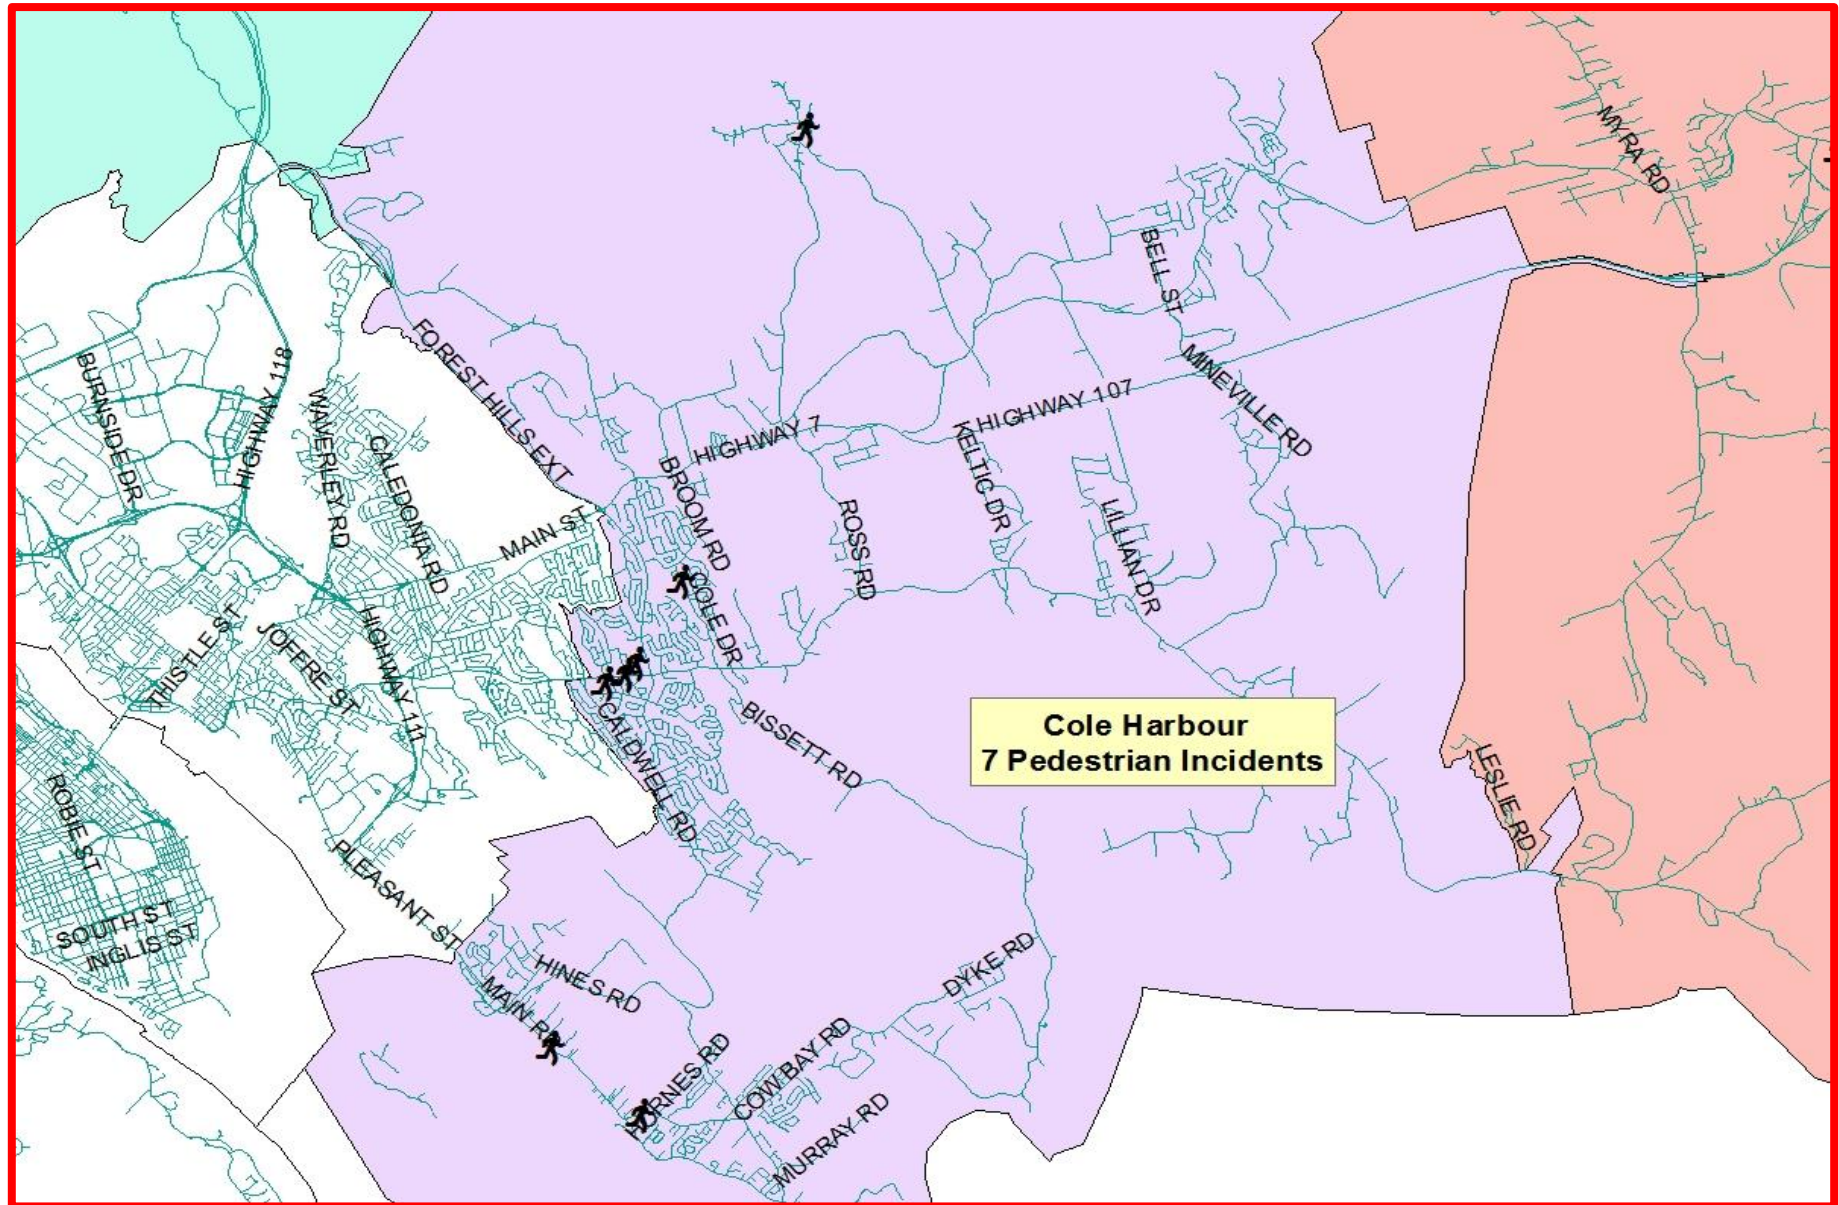 MYRA RD
BELL ST
FOREST HILLS EXT
BURNSIDE DR
HIGHWAY 118
WAVERLEY RD
CALEDONIA RD
MINEVILLE RD
HIGHWAY 107
HIGHWAY 7
KELTIC DR
BROOM RD
ROSS RD
LILLIAN DR
MAIN ST
COLE DR
THISTLE ST
JOFFRE ST
HIGHWAY 111
CALDWELL RD
BISSETT RD
Cole Harbour
7 Pedestrian Incidents
LESLIE RD
ROBIE ST
PLEASANT ST
SOUTH ST
INGLIS ST
HINES RD
DYKE RD
MAIN RD
HORNES RD
COW BAY RD
MURRAY RD